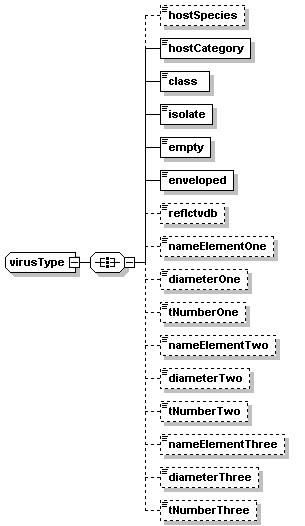 hostSpecies
hostCategory
class
isolate
empty
enveloped
refIctvdb
virusType
nameElementOne
diameterOne
tNumberOne
nameElementTwo
diameterTwo
tNumberTwo
nameElementThree
diameterThree
tNumberThree